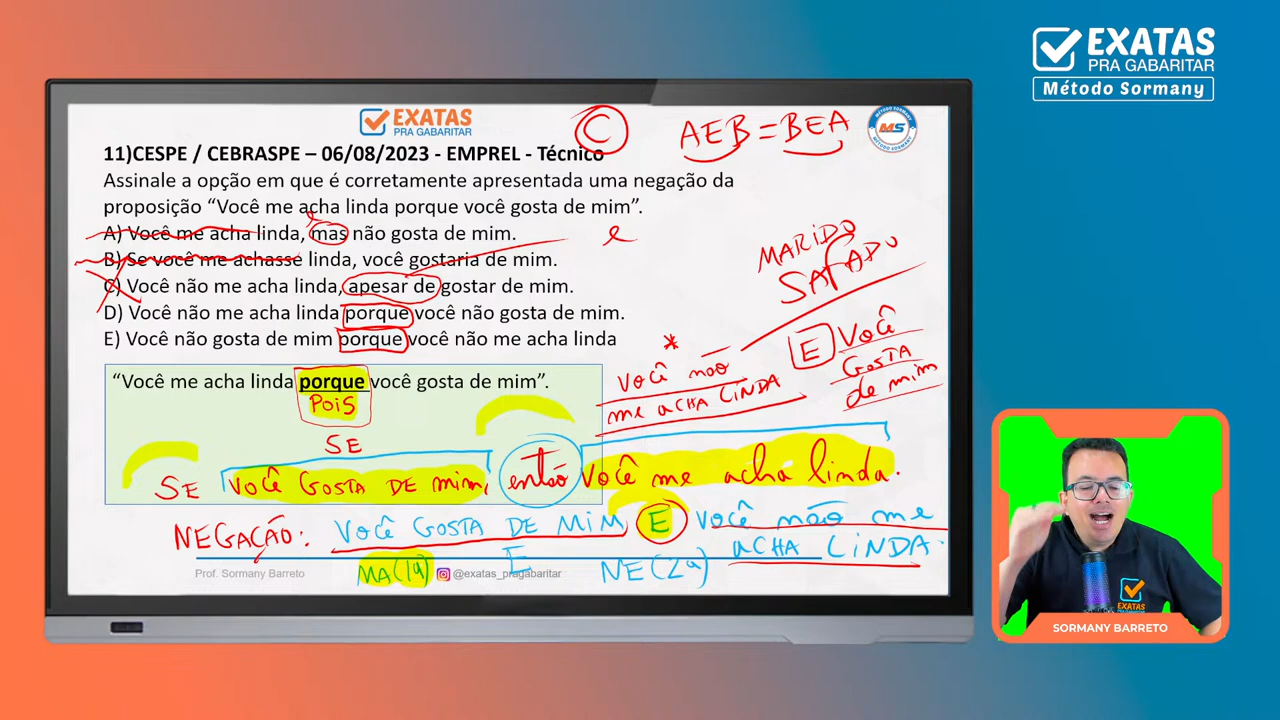 EXATAS
PRA GABARITAR
Método Sormany
EXATAS
PRA GABARITAR
C
AEB = BEA
MÉTODO SORMANY
MS
11)CESPE / CEBRASPE – 06/08/2023 - EMPREL - Técnico
Assinale a opção em que é corretamente apresentada uma negação da
proposição “Você me acha linda porque você gosta de mim”.
e
A) Você me acha linda, mas não gosta de mim.
e
B) Se você me achasse linda, você gostaria de mim.
C) Você não me acha linda, apesar de gostar de mim.
D) Você não me acha linda porque você não gosta de mim.
E) Você não gosta de mim porque você não me acha linda
MARIDO
SAFADO
* Você não
me ACHA LINDA
E Você
GOSTA
de mim
“Você me acha linda porque você gosta de mim”.
POIS
SE
SE VOCÊ GOSTA DE mim, então Você me acha linda.
NEGAÇÃO: VOCÊ GOSTA DE MIM E Você não me
ACHA LINDA.
MA(1ª) E NE(2ª)
Prof. Sormany Barreto
@exatas_pragabaritar
EXATAS
PRA GABARITAR
SORMANY BARRETO